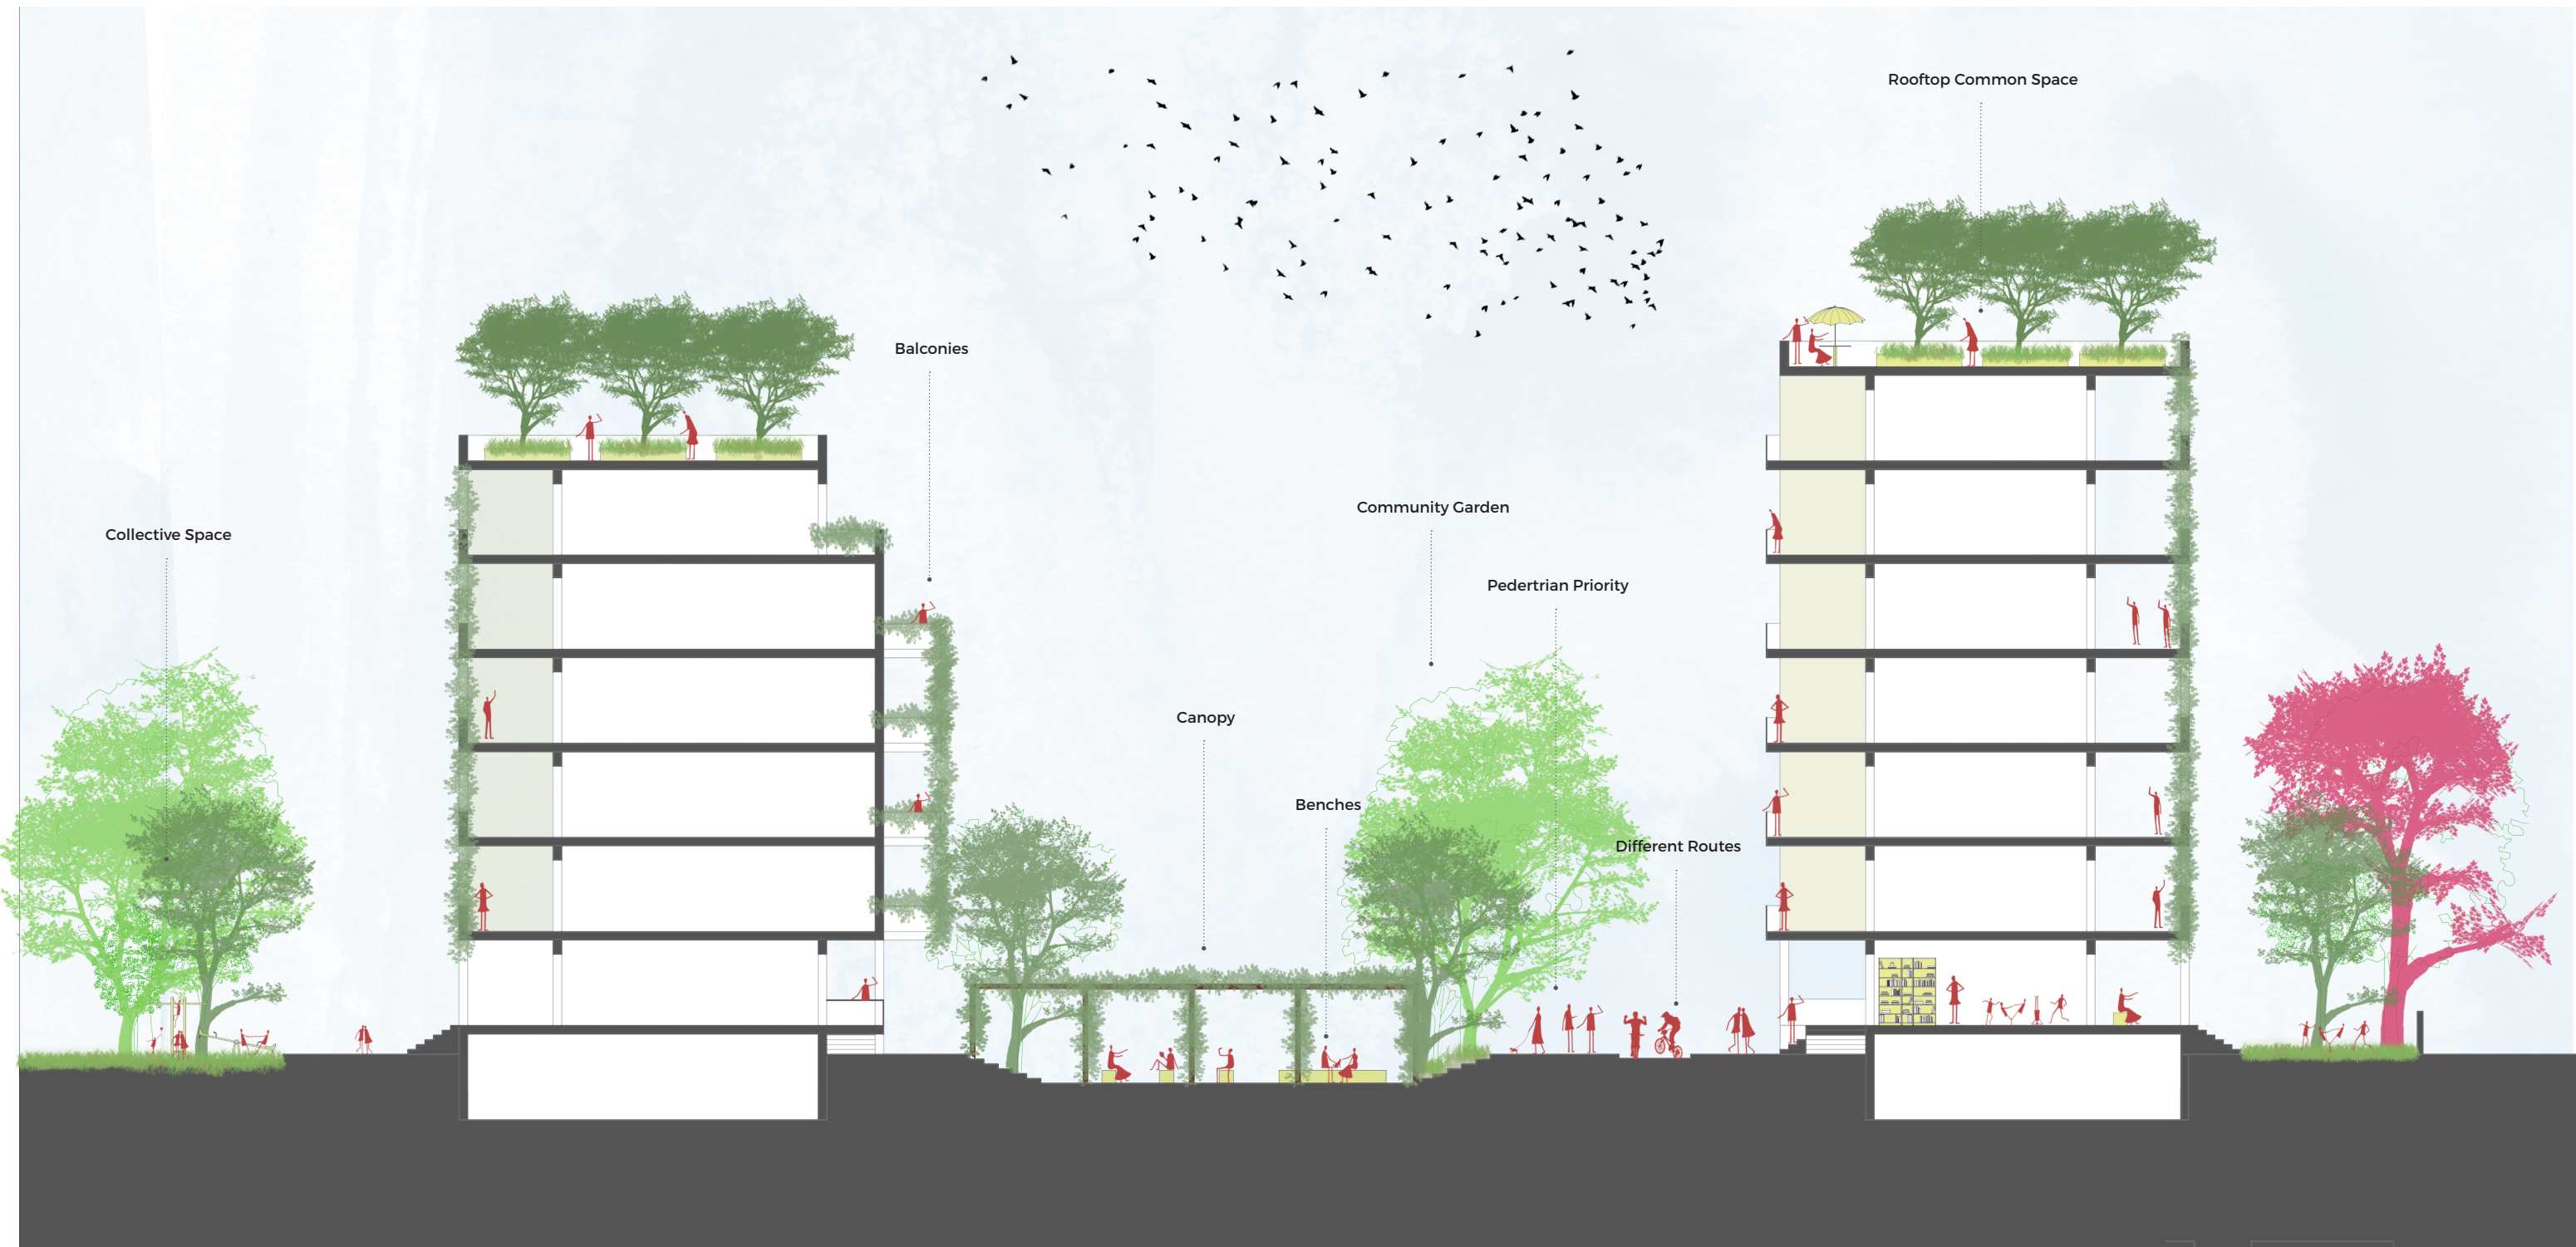 Rooftop Common Space
Balconies
Community Garden
Collective Space
Pedertrian Priority
Canopy
Benches
Different Routes